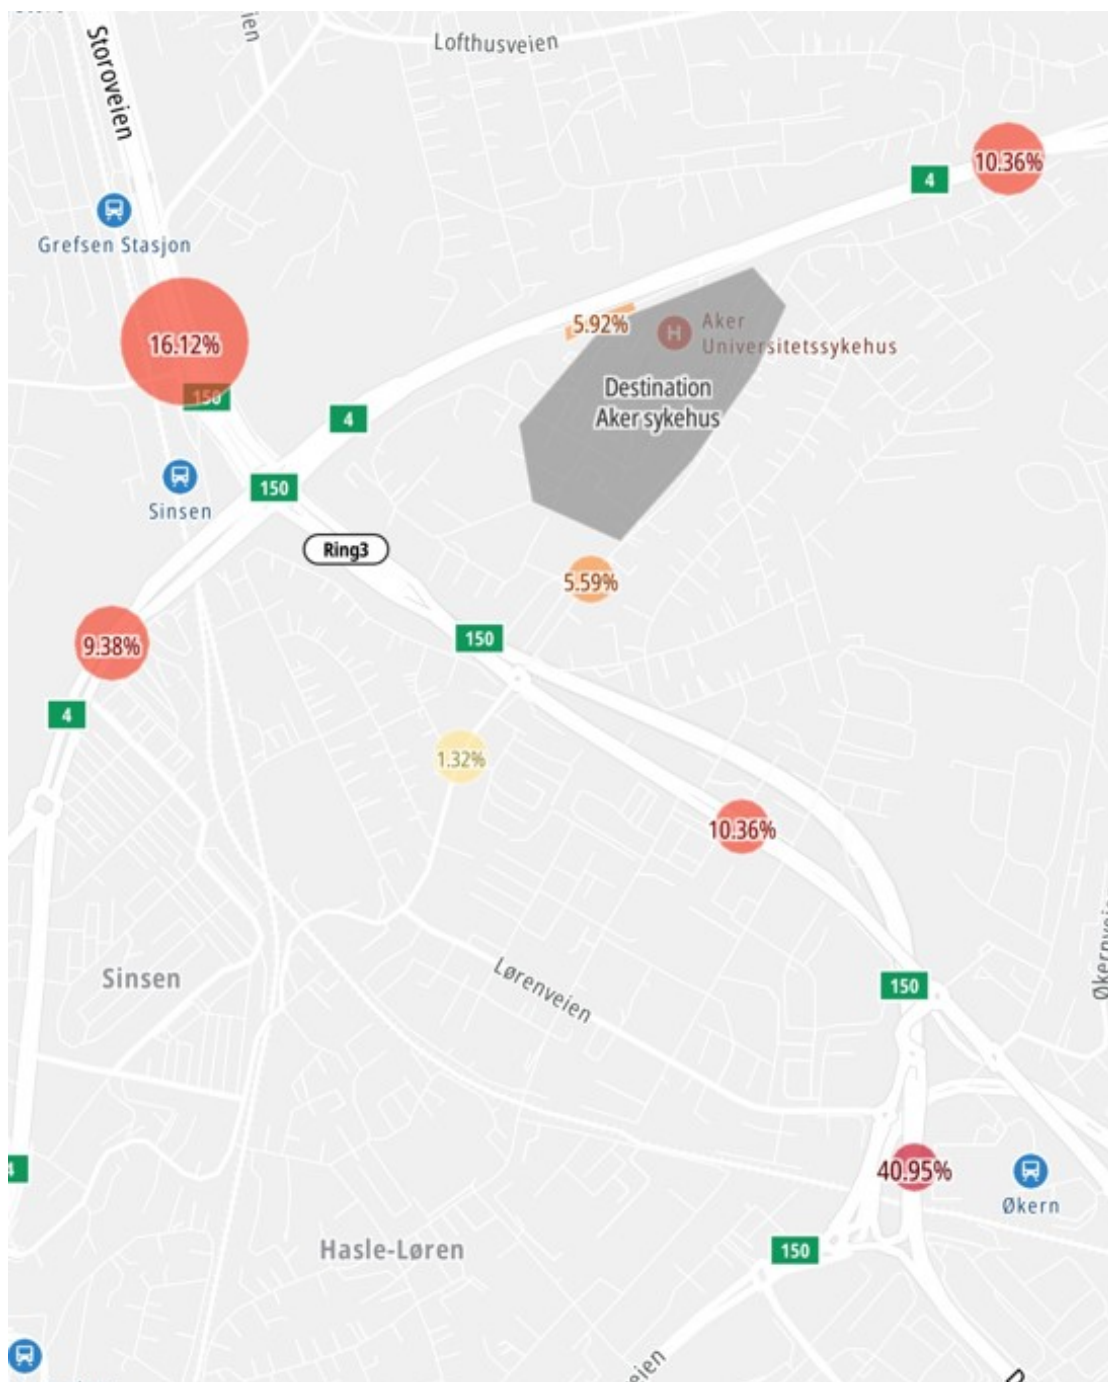 Lofthusveien
Storoveien
10.36%
4
Grefsen Stasjon
5.92%
Aker
Universitetssykehus
H
16.12%
150
Destination
Aker sykehus
4
150
Sinsen
Ring3
5.59%
9.38%
150
4
1.32%
10.36%
Sinsen
Lørenveien
150
40.95%
Økern
Hasle-Løren
150